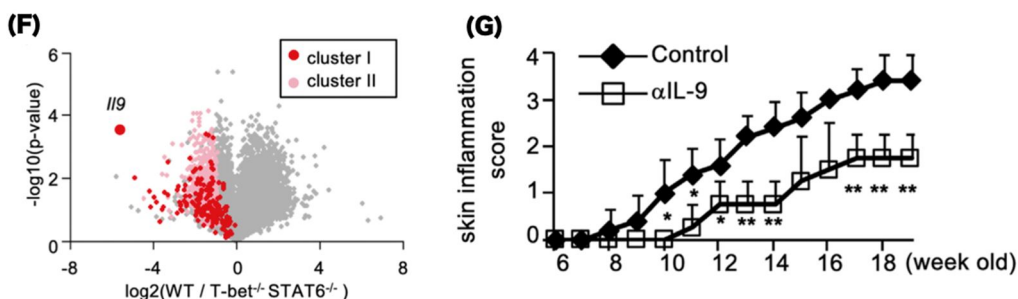 (F)
6
4
2
0
-log10(p-value)
Il9
cluster I
cluster II
-8 -4 0 4 8
log2(WT / T-bet-/- STAT6-/- )
(G)
skin inflammation
score
4
3
2
1
0
Control
αIL-9
* * * ** ** ** ** **
6 8 10 12 14 16 18 (week old)